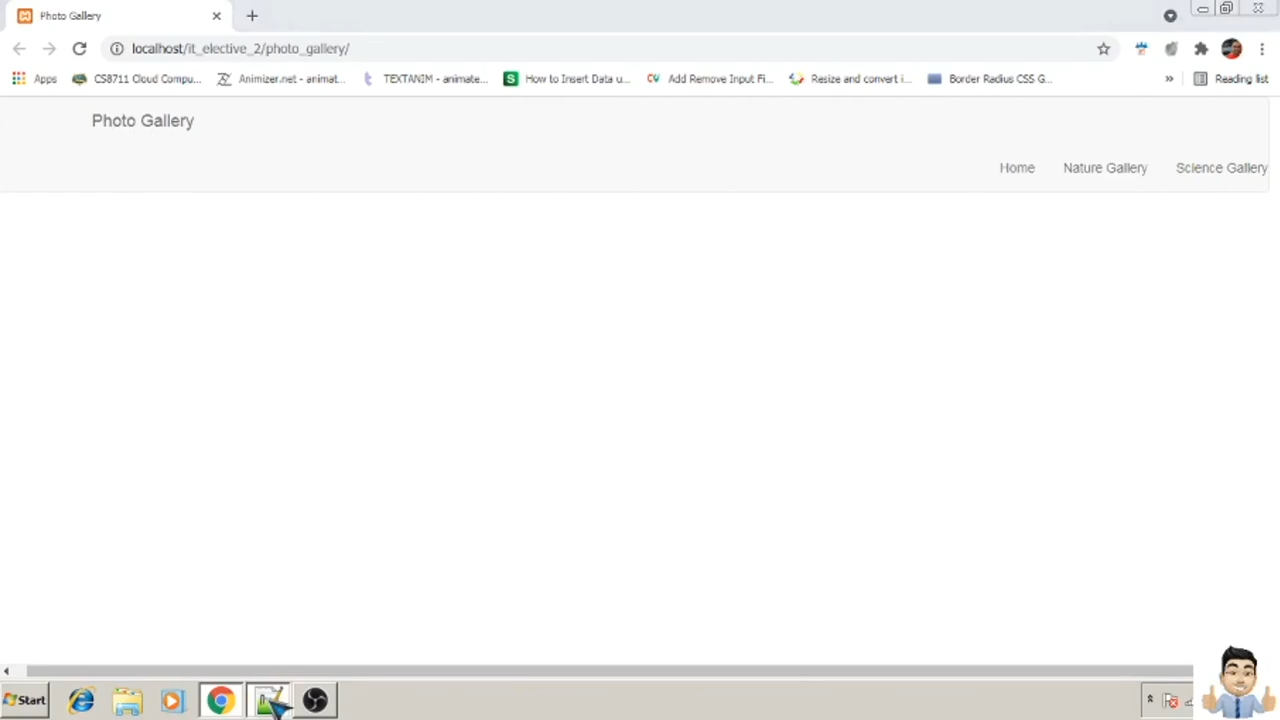 Photo Gallery
localhost/it_elective_2/photo_gallery/
Apps CS8711 Cloud Compu... Animizer.net - animat... TEXTANIM - animate... How to Insert Data u... Add Remove Input Fi... Resize and convert i... Border Radius CSS G... » Reading list
Photo Gallery
Home Nature Gallery Science Gallery
Start